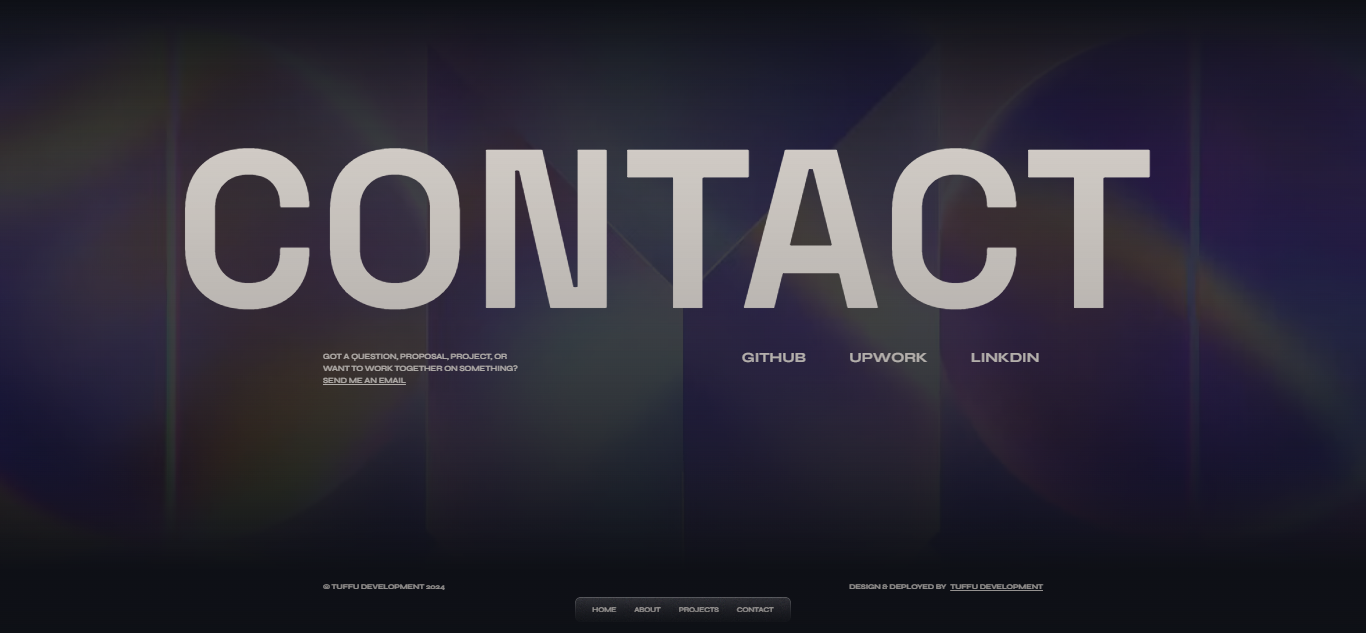 CONTACT
GOT A QUESTION, PROPOSAL, PROJECT, OR
WANT TO WORK TOGETHER ON SOMETHING?
SEND ME AN EMAIL
GITHUB UPWORK LINKDIN
© TUFFU DEVELOPMENT 2024
DESIGN & DEPLOYED BY TUFFU DEVELOPMENT
HOME ABOUT PROJECTS CONTACT